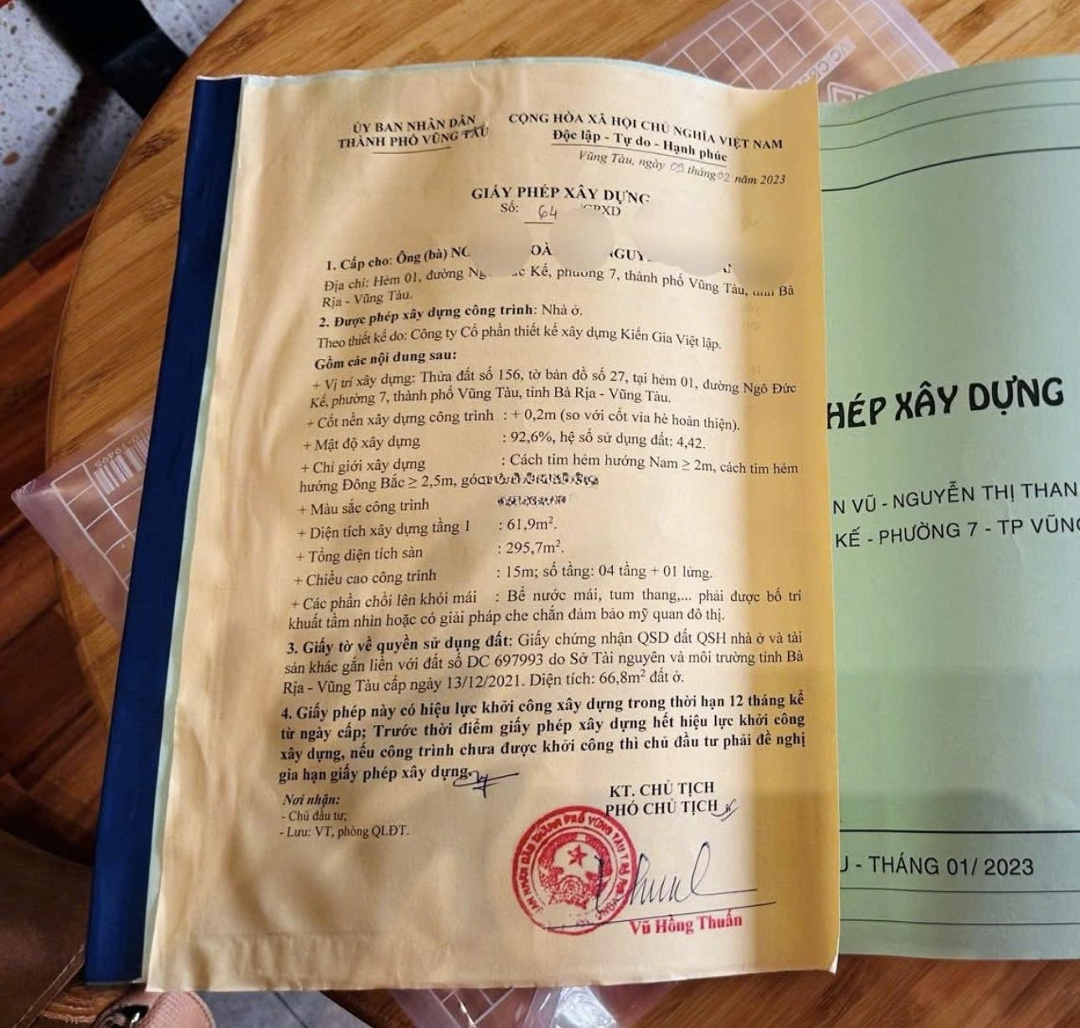 ỦY BAN NHÂN DÂN
THÀNH PHỐ VŨNG TÀU
CỘNG HÒA XÃ HỘI CHỦ NGHĨA VIỆT NAM
Độc lập - Tự do - Hạnh phúc
Vũng Tàu, ngày 09 tháng 02 năm 2023
GIẤY PHÉP XÂY DỰNG
Số: 64 GPXD
1. Cấp cho: Ông (bà)
Địa chỉ: Hẻm 01, đường Kế, phường 7, thành phố Vũng Tàu, tỉnh Bà
Rịa - Vũng Tàu.
2. Được phép xây dựng công trình: Nhà ở.
Theo thiết kế do: Công ty Cổ phần thiết kế xây dựng Kiến Gia Việt lập.
Gồm các nội dung sau:
+ Vị trí xây dựng: Thửa đất số 156, tờ bản đồ số 27, tại hẻm 01, đường Ngô Đức
Kế, phường 7, thành phố Vũng Tàu, tỉnh Bà Rịa - Vũng Tàu.
+ Cốt nền xây dựng công trình : + 0,2m (so với cốt vỉa hè hoàn thiện).
+ Mật độ xây dựng : 92,6%, hệ số sử dụng đất: 4,42.
+ Chỉ giới xây dựng : Cách tim hẻm hướng Nam ≥ 2m, cách tim hẻm
hướng Đông Bắc ≥ 2,5m, góc
+ Màu sắc công trình
+ Diện tích xây dựng tầng 1 : 61,9m².
+ Tổng diện tích sàn : 295,7m².
+ Chiều cao công trình : 15m; số tầng: 04 tầng + 01 lửng.
+ Các phần chồi lên khỏi mái : Bể nước mái, tum thang,... phải được bố trí
khuất tầm nhìn hoặc có giải pháp che chắn đảm bảo mỹ quan đô thị.
3. Giấy tờ về quyền sử dụng đất: Giấy chứng nhận QSD đất QSH nhà ở và tài
sản khác gắn liền với đất số DC 697993 do Sở Tài nguyên và môi trường tỉnh Bà
Rịa - Vũng Tàu cấp ngày 13/12/2021. Diện tích: 66,8m² đất ở.
4. Giấy phép này có hiệu lực khởi công xây dựng trong thời hạn 12 tháng kể
từ ngày cấp; Trước thời điểm giấy phép xây dựng hết hiệu lực khởi công
xây dựng, nếu công trình chưa được khởi công thì chủ đầu tư phải đề nghị
gia hạn giấy phép xây dựng.
Nơi nhận:
- Chủ đầu tư;
- Lưu: VT, phòng QLĐT.
KT. CHỦ TỊCH
PHÓ CHỦ TỊCH
Vũ Hồng Thuấn
HÉP XÂY DỰNG
N VŨ - NGUYỄN THỊ THAN
KẾ - PHƯỜNG 7 - TP VŨNG
U - THÁNG 01/ 2023